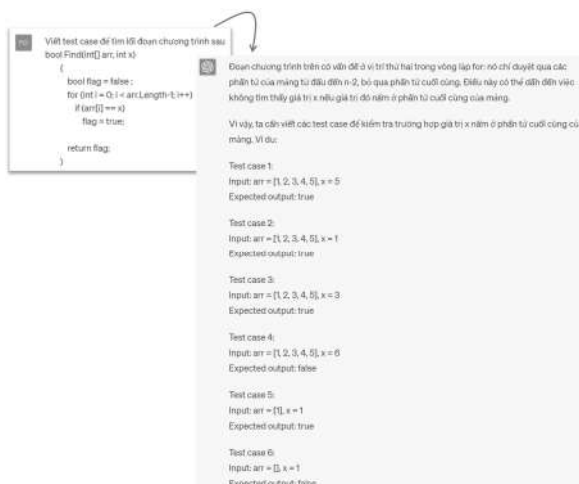 Viết test case để tìm lỗi đoạn chương trình sau
bool Find(int[] arr, int x)
{
bool flag = false ;
for (int i = 0; i < arr.Length-1; i++)
if (arr[i] == x)
flag = true;
return flag;
}
Đoạn chương trình trên có vấn đề ở vị trí thứ hai trong vòng lặp for: nó chỉ duyệt qua các
phần tử của mảng từ đầu đến n-2, bỏ qua phần tử cuối cùng. Điều này có thể dẫn đến việc
không tìm thấy giá trị x nếu giá trị đó nằm ở phần tử cuối cùng của mảng.
Vì vậy, ta cần viết các test case để kiểm tra trường hợp giá trị x nằm ở phần tử cuối cùng củ
mảng. Ví dụ:
Test case 1:
Input: arr = [1, 2, 3, 4, 5], x = 5
Expected output: true
Test case 2:
Input: arr = [1, 2, 3, 4, 5], x = 1
Expected output: true
Test case 3:
Input: arr = [1, 2, 3, 4, 5], x = 3
Expected output: true
Test case 4:
Input: arr = [1, 2, 3, 4, 5], x = 6
Expected output: false
Test case 5:
Input: arr = [1], x = 1
Expected output: true
Test case 6:
Input: arr = [], x = 1
Expected output: false